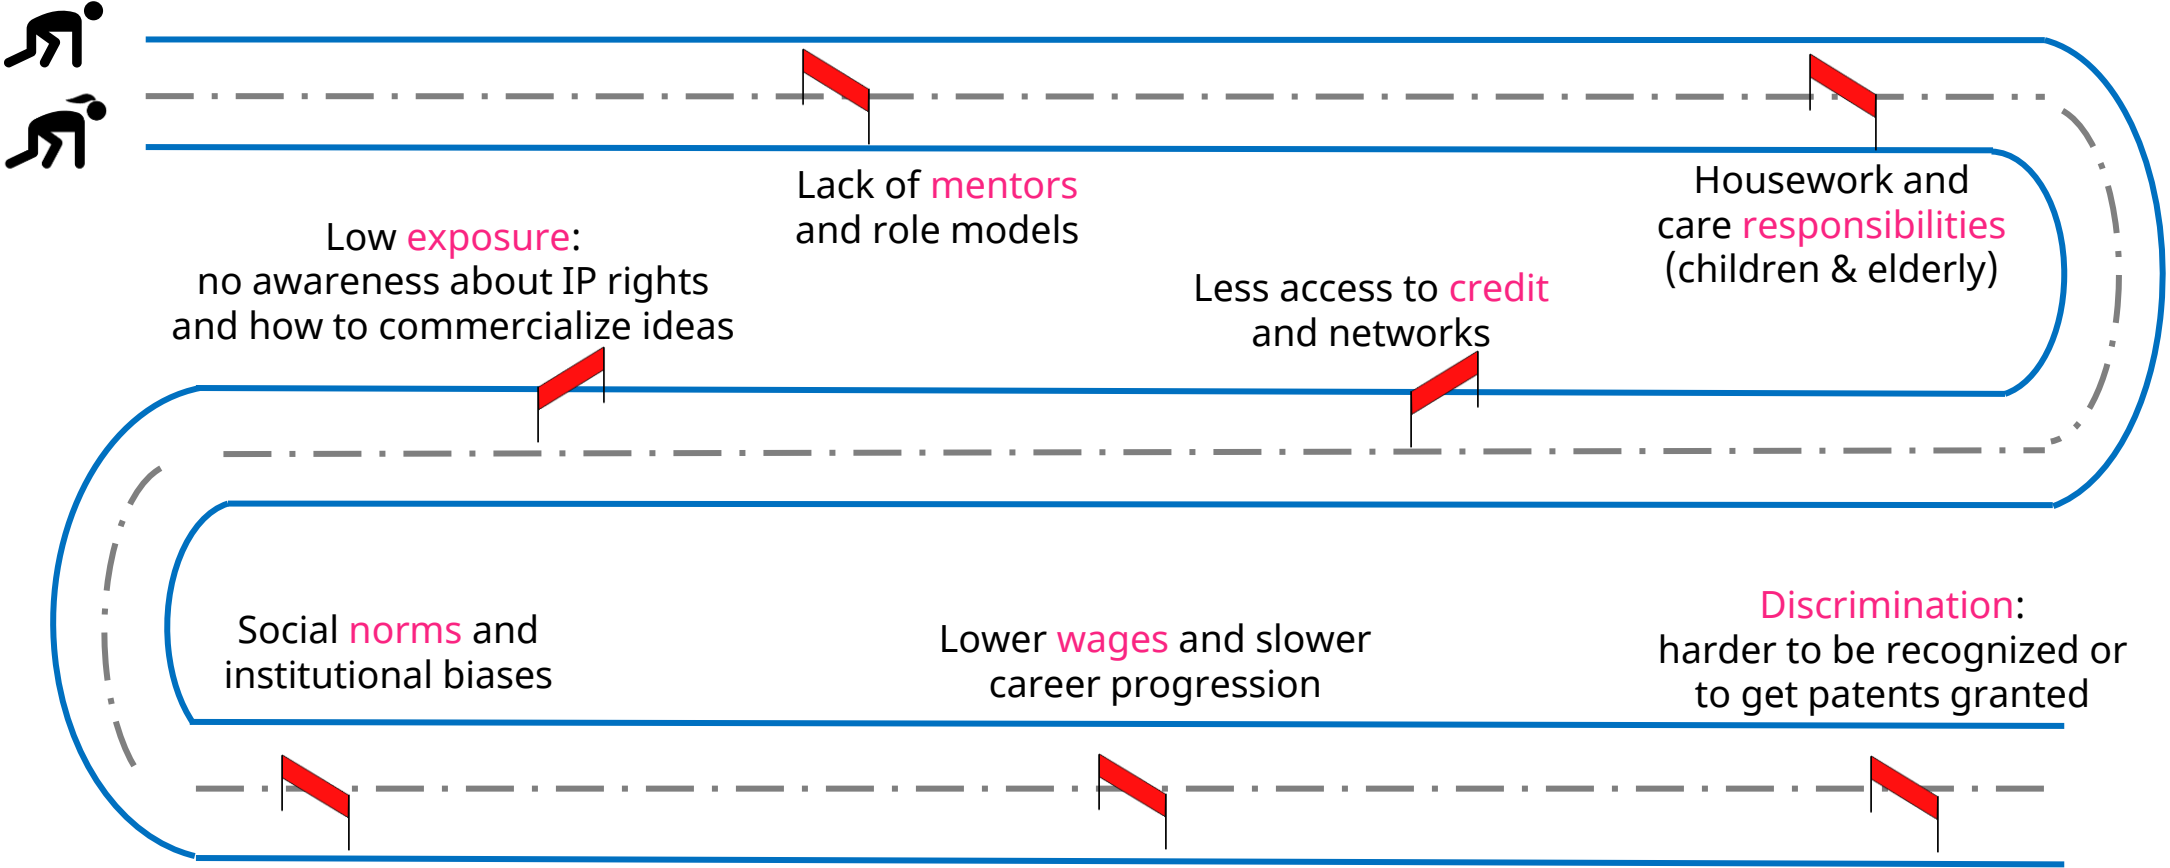 Lack of mentors
and role models
Housework and
care responsibilities
(children & elderly)
Low exposure:
no awareness about IP rights
and how to commercialize ideas
Less access to credit
and networks
Social norms and
institutional biases
Lower wages and slower
career progression
Discrimination:
harder to be recognized or
to get patents granted